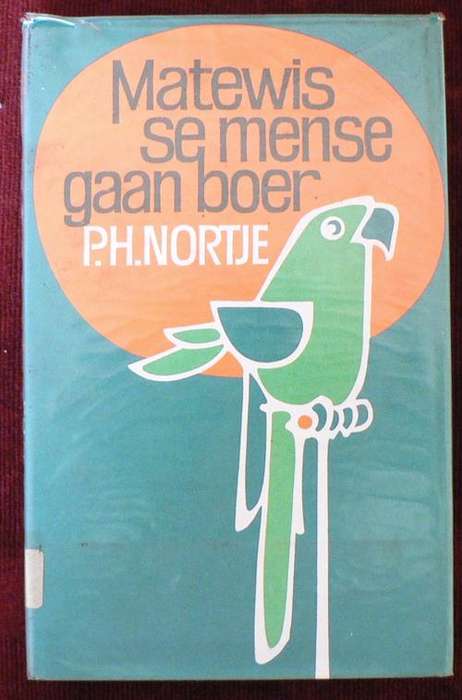 Matewis
se mense
gaan boer
P.H. NORTJE